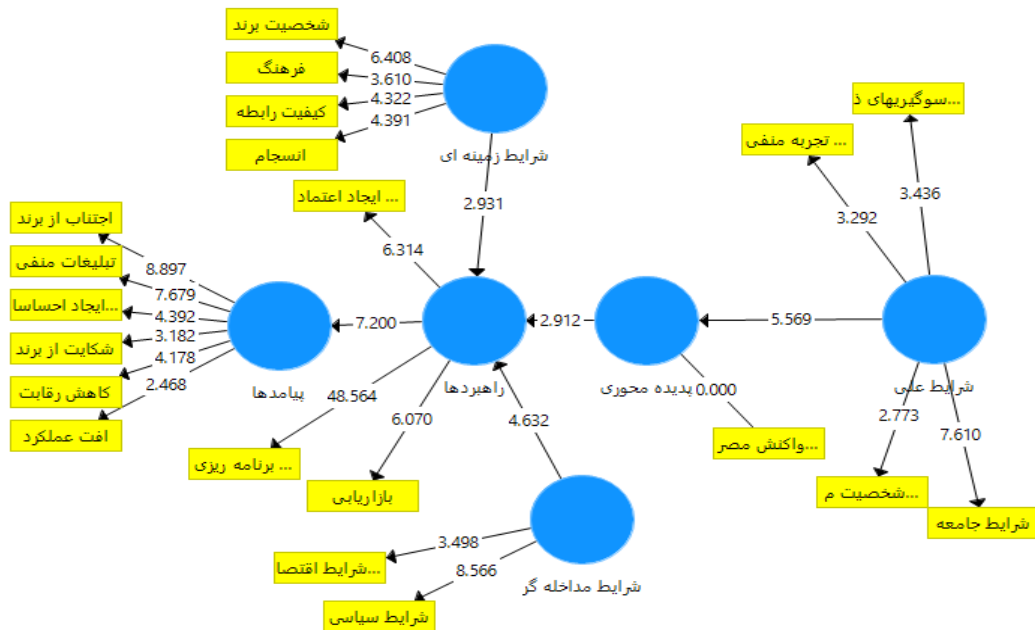 شخصیت برند
6.408
فرهنگ
3.610
کیفیت رابطه
4.322
انسجام
4.391
شرایط زمینه ای
سوگیریهای ذ...
تجربه منفی ...
3.436
3.292
2.931
ایجاد اعتماد ...
6.314
اجتناب از برند
8.897
تبلیغات منفی
7.679
ایجاد احساسا...
4.392
شکایت از برند
3.182
کاهش رقابت
4.178
افت عملکرد
2.468
پیامدها
7.200
راهبردها
2.912
پدیده محوری
5.569
شرایط علی
0.000
واکنش مصر...
48.564
6.070
4.632
2.773
7.610
برنامه ریزی ...
بازاریابی
شخصیت م...
شرایط جامعه
3.498
شرایط اقتصا...
8.566
شرایط سیاسی
شرایط مداخله گر